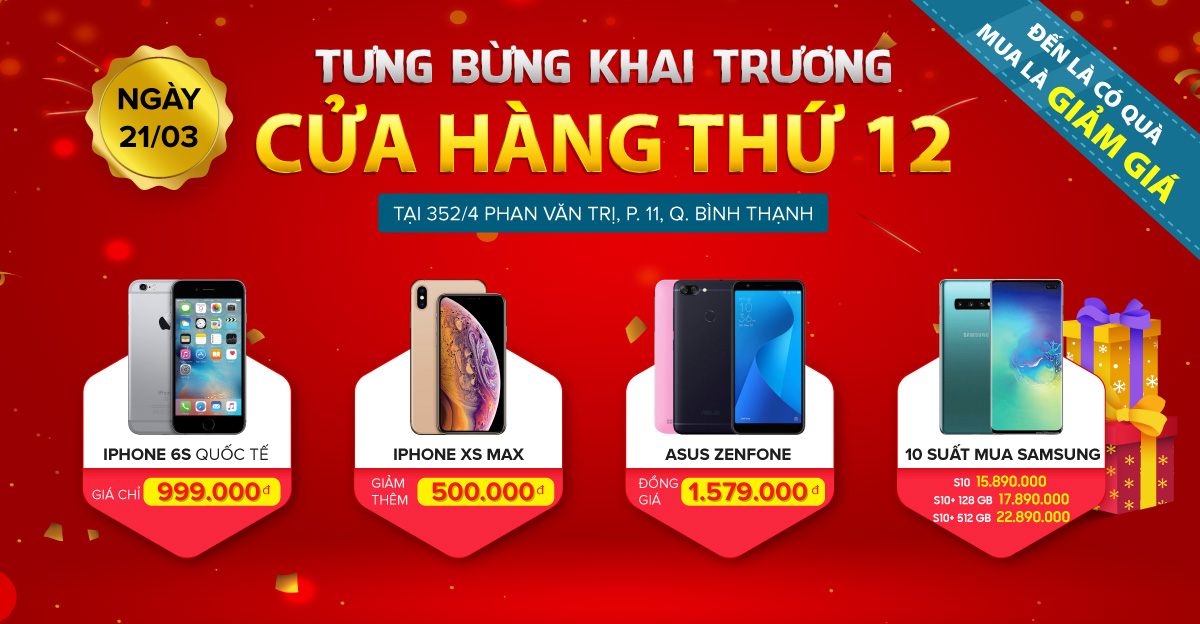 NGÀY
21/03
TƯNG BỪNG KHAI TRƯƠNG
CỬA HÀNG THỨ 12
TẠI 352/4 PHAN VĂN TRỊ, P. 11, Q. BÌNH THẠNH
ĐẾN LÀ CÓ QUÀ
MUA LÀ GIẢM GIÁ
IPHONE 6S QUỐC TẾ
GIÁ CHỈ 999.000đ
IPHONE XS MAX
GIẢM
THÊM 500.000đ
ASUS ZENFONE
ĐỒNG
GIÁ 1.579.000đ
SAMSUNG
10 SUẤT MUA SAMSUNG
S10 15.890.000
S10+ 128 GB 17.890.000
S10+ 512 GB 22.890.000